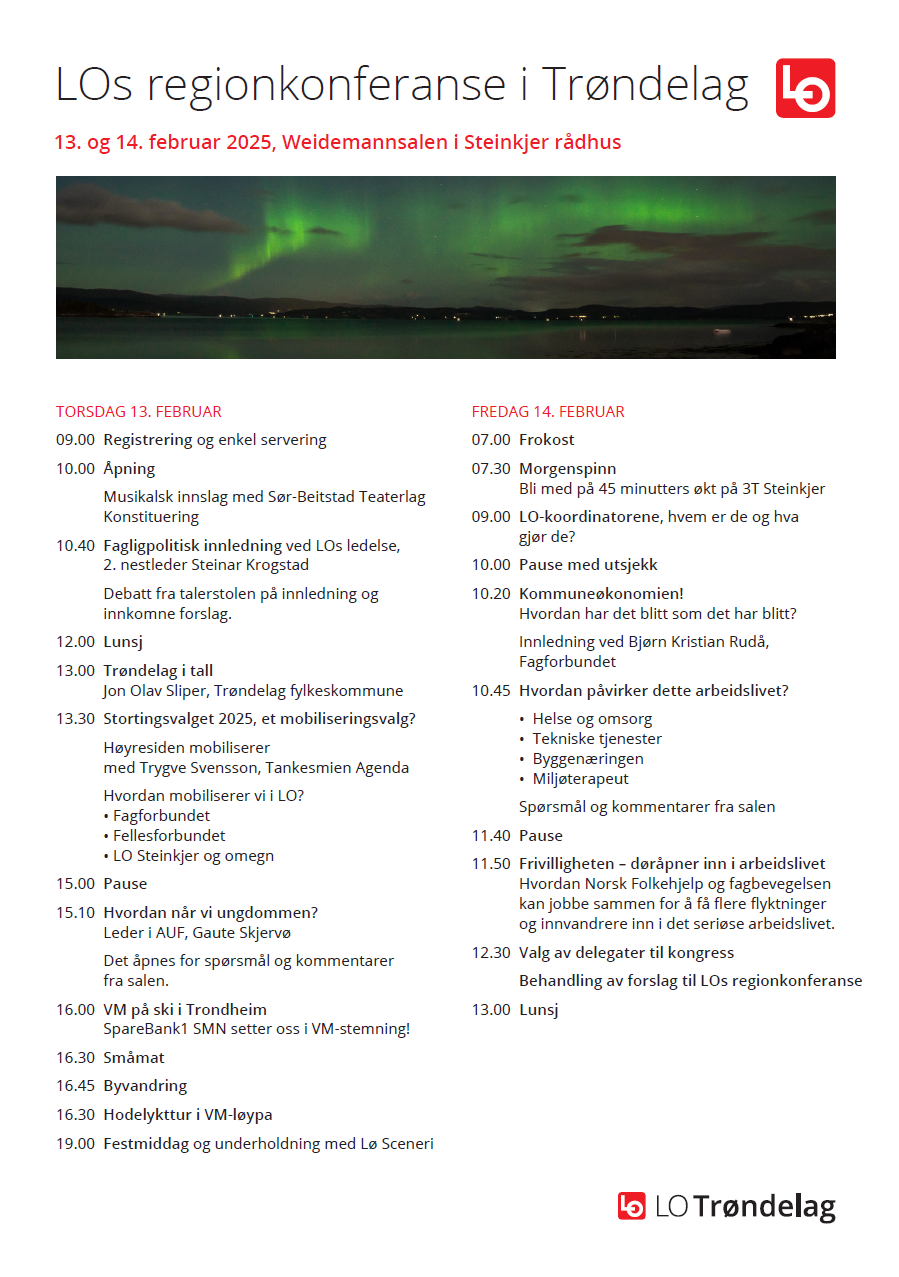 LOs regionkonferanse i Trøndelag
LO
13. og 14. februar 2025, Weidemannsalen i Steinkjer rådhus
TORSDAG 13. FEBRUAR
09.00 Registrering og enkel servering
10.00 Åpning
Musikalsk innslag med Sør-Beitstad Teaterlag
Konstituering
10.40 Fagligpolitisk innledning ved LOs ledelse,
2. nestleder Steinar Krogstad
Debatt fra talerstolen på innledning og
innkomne forslag.
12.00 Lunsj
13.00 Trøndelag i tall
Jon Olav Sliper, Trøndelag fylkeskommune
13.30 Stortingsvalget 2025, et mobiliseringsvalg?
Høyresiden mobiliserer
med Trygve Svensson, Tankesmien Agenda
Hvordan mobiliserer vi i LO?
• Fagforbundet
• Fellesforbundet
• LO Steinkjer og omegn
15.00 Pause
15.10 Hvordan når vi ungdommen?
Leder i AUF, Gaute Skjervø
Det åpnes for spørsmål og kommentarer
fra salen.
16.00 VM på ski i Trondheim
SpareBank1 SMN setter oss i VM-stemning!
16.30 Småmat
16.45 Byvandring
16.30 Hodelykttur i VM-løypa
19.00 Festmiddag og underholdning med Lø Sceneri
FREDAG 14. FEBRUAR
07.00 Frokost
07.30 Morgenspinn
Bli med på 45 minutters økt på 3T Steinkjer
09.00 LO-koordinatorene, hvem er de og hva
gjør de?
10.00 Pause med utsjekk
10.20 Kommuneøkonomien!
Hvordan har det blitt som det har blitt?
Innledning ved Bjørn Kristian Rudå,
Fagforbundet
10.45 Hvordan påvirker dette arbeidslivet?
• Helse og omsorg
• Tekniske tjenester
• Byggenæringen
• Miljøterapeut
Spørsmål og kommentarer fra salen
11.40 Pause
11.50 Frivilligheten – døråpner inn i arbeidslivet
Hvordan Norsk Folkehjelp og fagbevegelsen
kan jobbe sammen for å få flere flyktninger
og innvandrere inn i det seriøse arbeidslivet.
12.30 Valg av delegater til kongress
Behandling av forslag til LOs regionkonferanse
13.00 Lunsj
LO LO Trøndelag